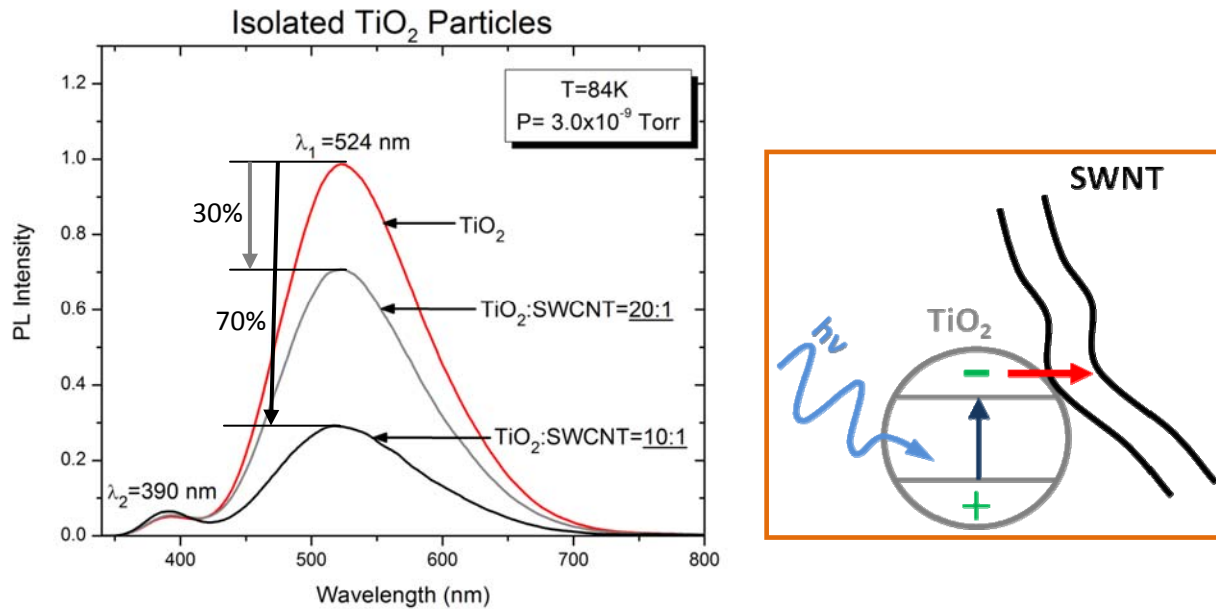 Isolated TiO₂ Particles
T=84K
P= 3.0x10⁻⁹ Torr
λ₁ =524 nm
30%
70%
TiO₂
TiO₂:SWCNT=20:1
TiO₂:SWCNT=10:1
λ₂=390 nm
PL Intensity
1.2
1.0
0.8
0.6
0.4
0.2
0.0
400
500
600
700
800
Wavelength (nm)
SWNT
TiO₂
hν
−
+